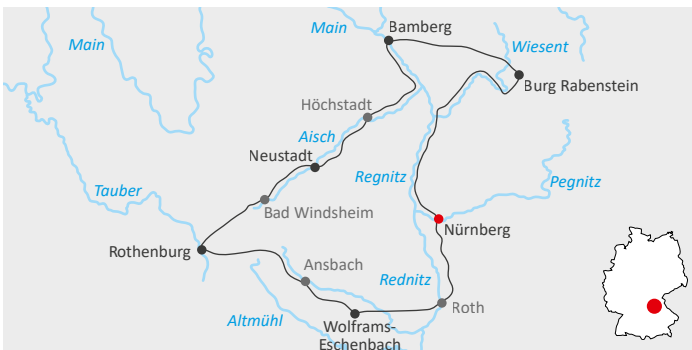 Main
Main
Bamberg
Wiesent
Burg Rabenstein
Höchstadt
Aisch
Neustadt
Regnitz
Pegnitz
Tauber
Bad Windsheim
Nürnberg
Rothenburg
Ansbach
Rednitz
Roth
Altmühl
Wolframs-
Eschenbach